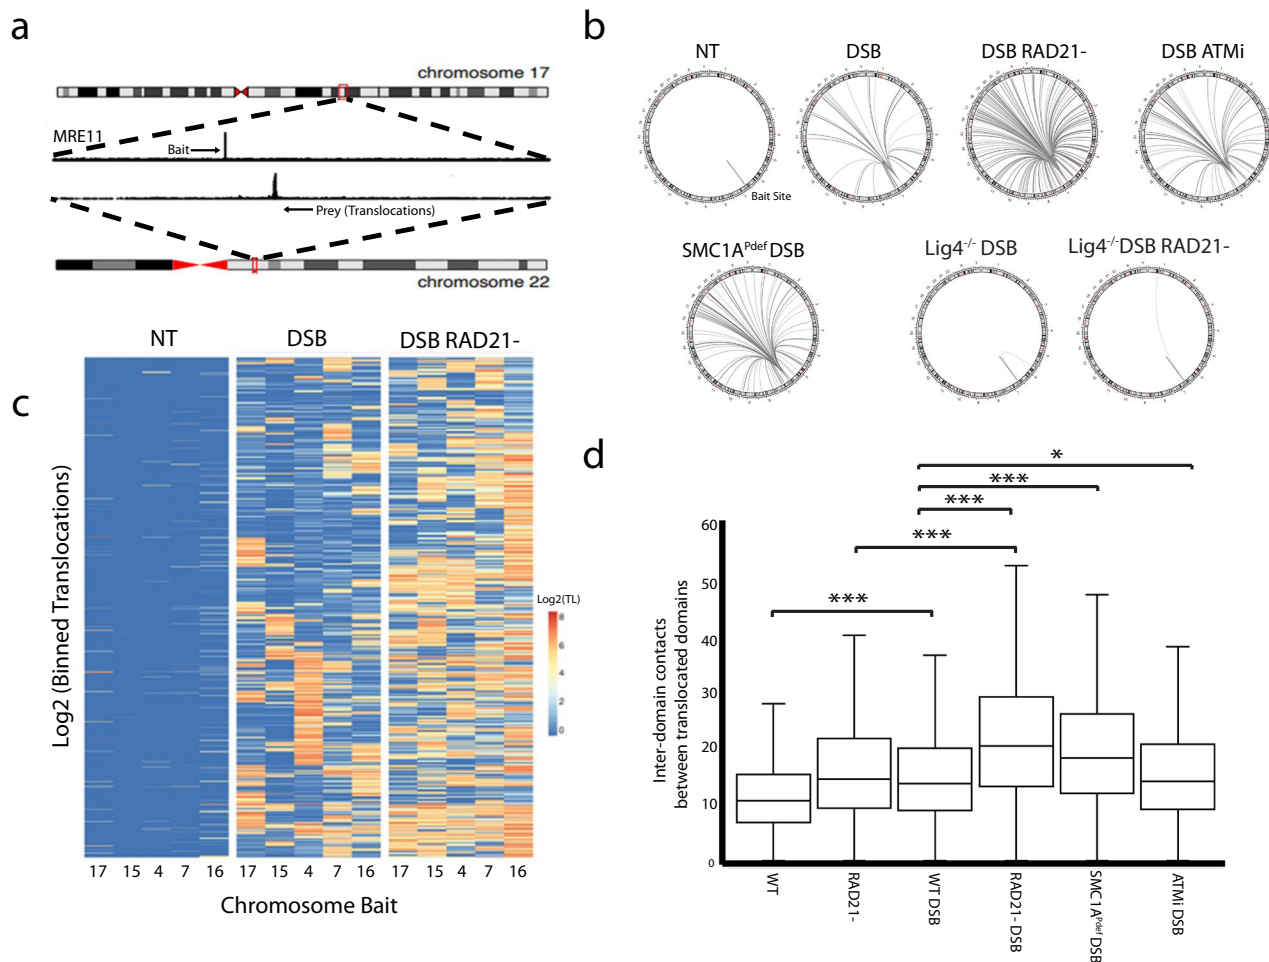 a
chromosome 17
MRE11
Bait
Prey (Translocations)
chromosome 22
b
NT
DSB
DSB RAD21-
DSB ATMi
Bait Site
SMC1A^Pdef DSB
Lig4^-/- DSB
Lig4^-/-DSB RAD21-
c
NT
DSB
DSB RAD21-
Log2 (Binned Translocations)
Log2(TL)
8
6
4
2
0
17 15 4 7 16 17 15 4 7 16 17 15 4 7 16
Chromosome Bait
d
*
***
***
***
***
Inter-domain contacts
between translocated domains
60
50
40
30
20
10
0
WT
RAD21-
WT DSB
RAD21- DSB
SMC1A^Pdef DSB
ATMi DSB